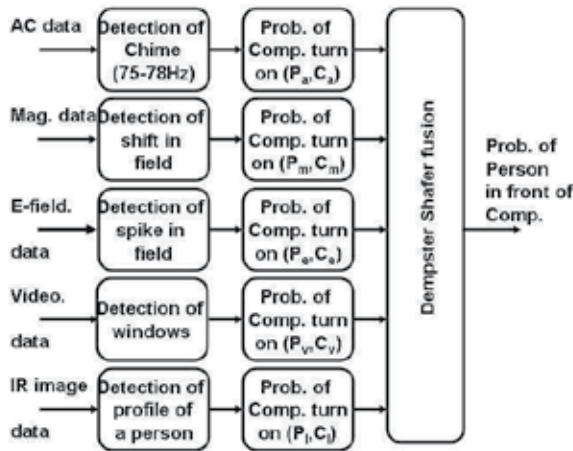 AC data
Detection of
Chime
(75-78Hz)
Prob. of
Comp. turn
on (Pa,Ca)
Mag. data
Detection of
shift in
field
Prob. of
Comp. turn
on (Pm,Cm)
E-field.
data
Detection of
spike in
field
Prob. of
Comp. turn
on (Pe,Ce)
Video.
data
Detection of
windows
Prob. of
Comp. turn
on (Pv,Cv)
IR image
data
Detection of
profile of
a person
Prob. of
Comp. turn
on (PI,CI)
Dempster Shafer fusion
Prob. of
Person
in front of
Comp.